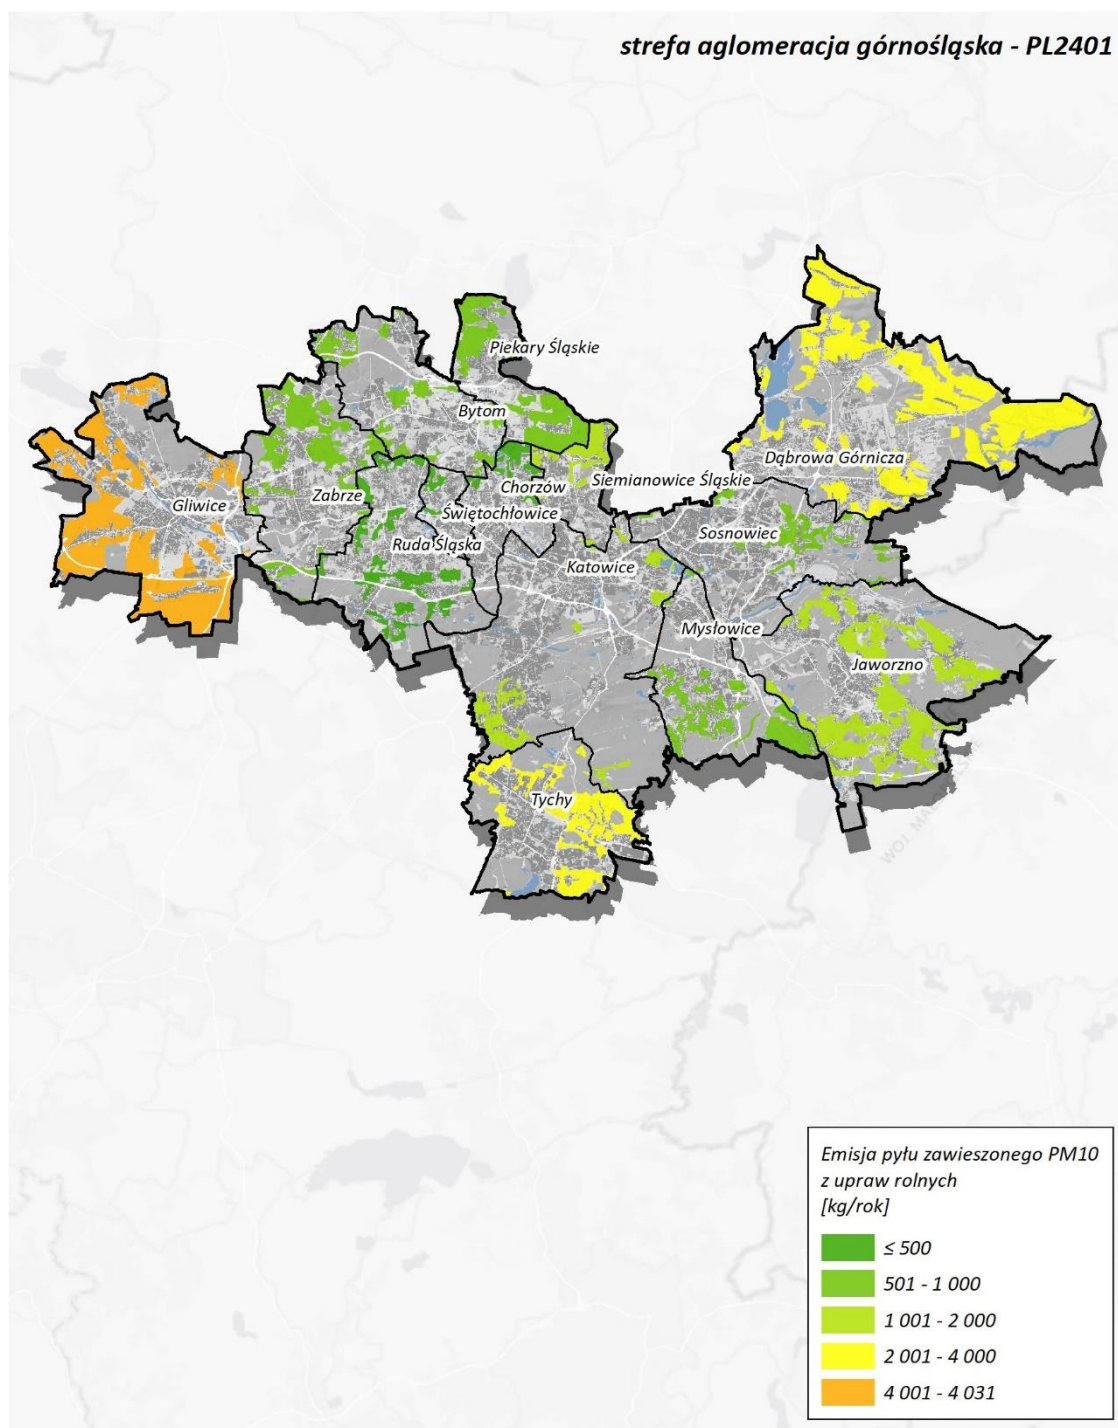 strefa aglomeracja górnośląska - PL2401
Piekary Śląskie
Bytom
Dąbrowa Górnicza
Siemianowice Śląskie
Chorzów
Zabrze
Gliwice
Świętochłowice
Sosnowiec
Ruda Śląska
Katowice
Mysłowice
Jaworzno
Tychy
Emisja pyłu zawieszonego PM10
z upraw rolnych
[kg/rok]
≤ 500
501 - 1 000
1 001 - 2 000
2 001 - 4 000
4 001 - 4 031